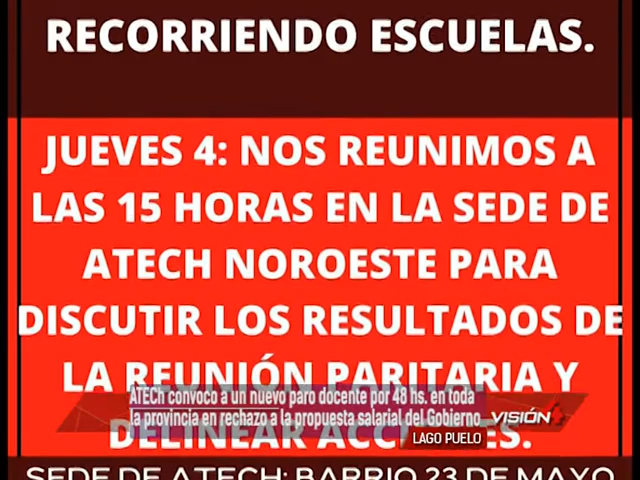 RECORRIENDO ESCUELAS.
JUEVES 4: NOS REUNIMOS A
LAS 15 HORAS EN LA SEDE DE
ATECH NOROESTE PARA
DISCUTIR LOS RESULTADOS DE
LA REUNIÓN PARITARIA Y
ATECh convocó a un nuevo paro docente por 48 hs. en toda
la provincia en rechazo a la propuesta salarial del Gobierno
VISIÓN
DELINEAR
LAGO PUELO
SEDE DE ATECH: BARRIO 23 DE MAYO